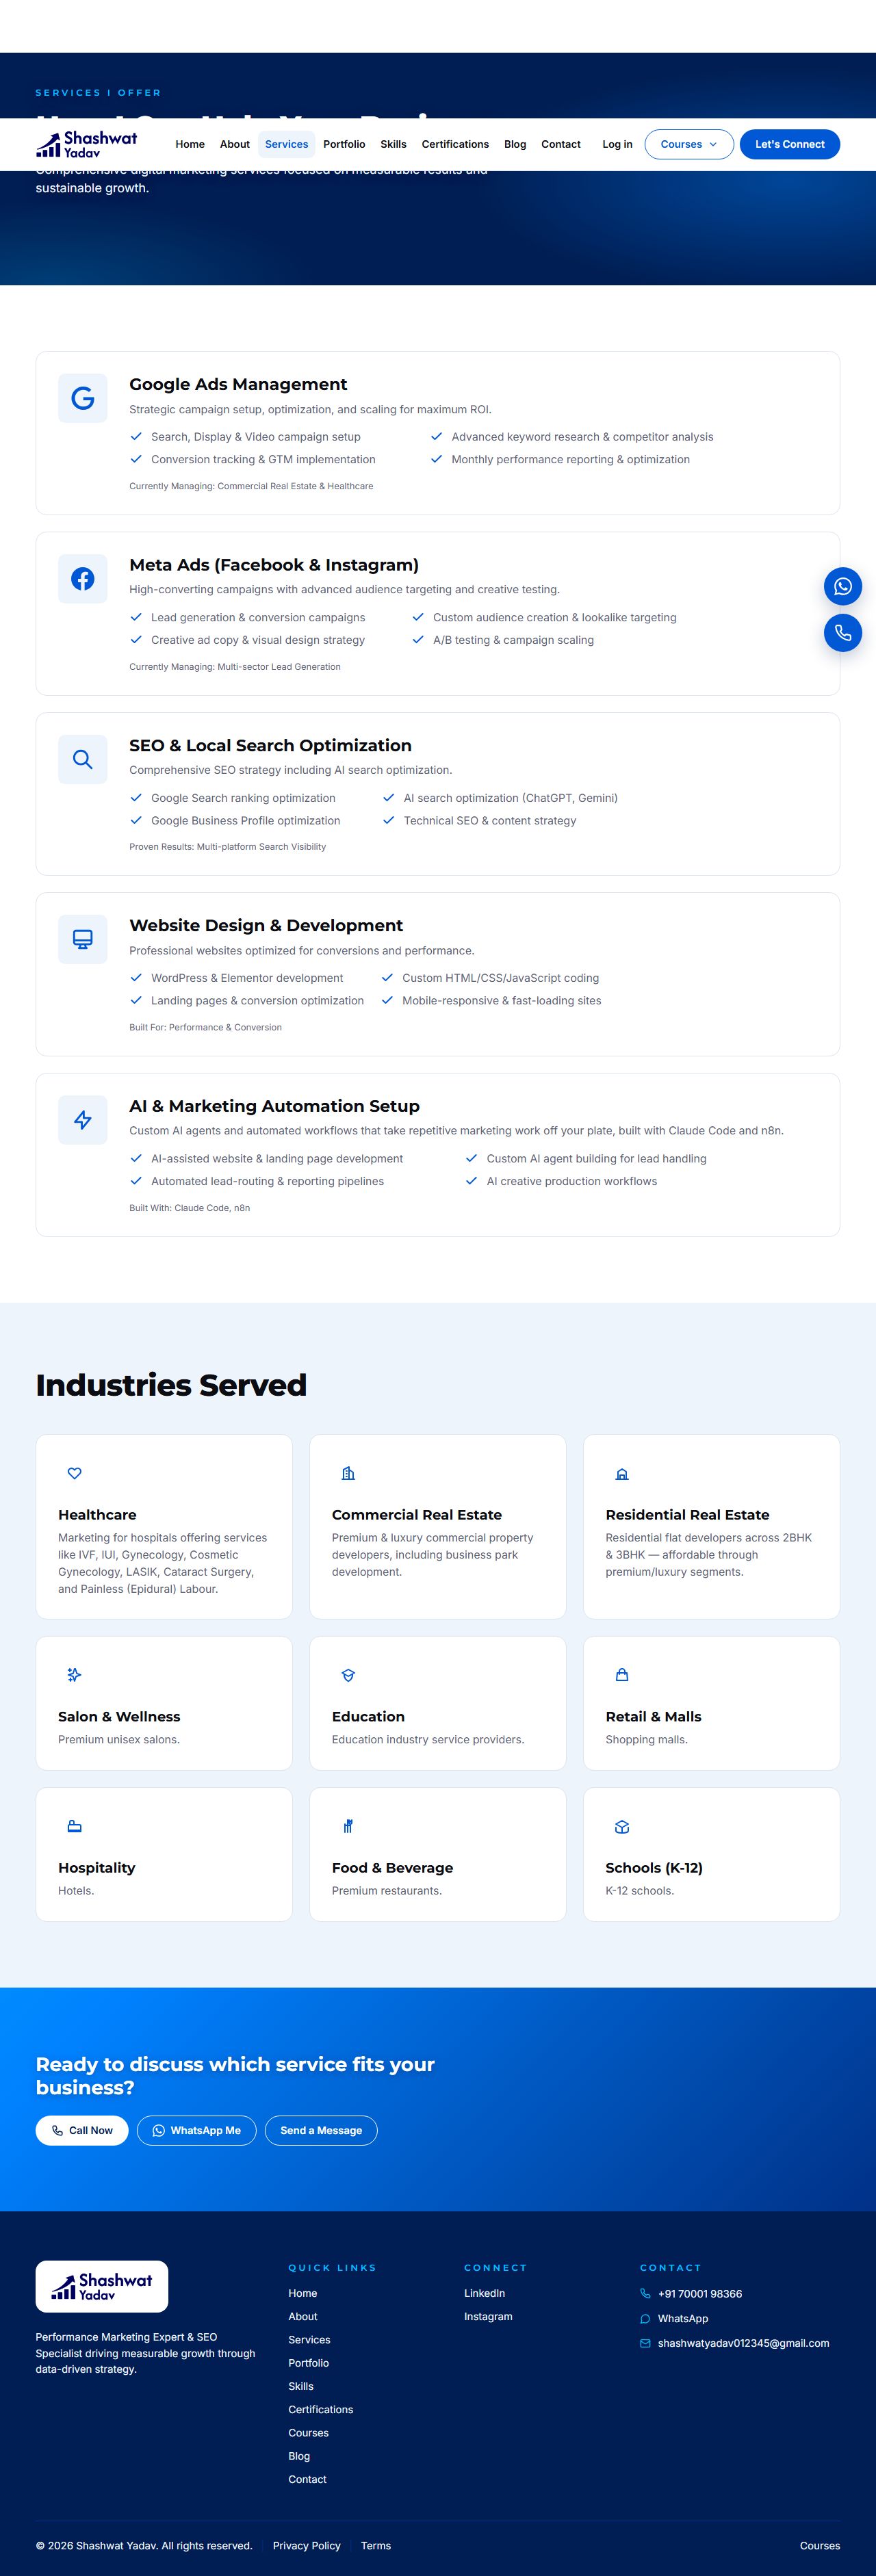 SERVICES I OFFER
Shashwat
Yadav
Home About Services Portfolio Skills Certifications Blog Contact Log in Courses Let's Connect
Comprehensive digital marketing services focused on measurable results and
sustainable growth.
Google Ads Management
Strategic campaign setup, optimization, and scaling for maximum ROI.
Search, Display & Video campaign setup Advanced keyword research & competitor analysis
Conversion tracking & GTM implementation Monthly performance reporting & optimization
Currently Managing: Commercial Real Estate & Healthcare
Meta Ads (Facebook & Instagram)
High-converting campaigns with advanced audience targeting and creative testing.
Lead generation & conversion campaigns Custom audience creation & lookalike targeting
Creative ad copy & visual design strategy A/B testing & campaign scaling
Currently Managing: Multi-sector Lead Generation
SEO & Local Search Optimization
Comprehensive SEO strategy including AI search optimization.
Google Search ranking optimization AI search optimization (ChatGPT, Gemini)
Google Business Profile optimization Technical SEO & content strategy
Proven Results: Multi-platform Search Visibility
Website Design & Development
Professional websites optimized for conversions and performance.
WordPress & Elementor development Custom HTML/CSS/JavaScript coding
Landing pages & conversion optimization Mobile-responsive & fast-loading sites
Built For: Performance & Conversion
AI & Marketing Automation Setup
Custom AI agents and automated workflows that take repetitive marketing work off your plate, built with Claude Code and n8n.
AI-assisted website & landing page development Custom AI agent building for lead handling
Automated lead-routing & reporting pipelines AI creative production workflows
Built With: Claude Code, n8n
Industries Served
Healthcare
Marketing for hospitals offering services
like IVF, IUI, Gynecology, Cosmetic
Gynecology, LASIK, Cataract Surgery,
and Painless (Epidural) Labour.
Commercial Real Estate
Premium & luxury commercial property
developers, including business park
development.
Residential Real Estate
Residential flat developers across 2BHK
& 3BHK — affordable through
premium/luxury segments.
Salon & Wellness
Premium unisex salons.
Education
Education industry service providers.
Retail & Malls
Shopping malls.
Hospitality
Hotels.
Food & Beverage
Premium restaurants.
Schools (K-12)
K-12 schools.
Ready to discuss which service fits your
business?
Call Now WhatsApp Me Send a Message
Shashwat
Yadav
Performance Marketing Expert & SEO
Specialist driving measurable growth through
data-driven strategy.
QUICK LINKS
Home
About
Services
Portfolio
Skills
Certifications
Courses
Blog
Contact
CONNECT
LinkedIn
Instagram
CONTACT
+91 70001 98366
WhatsApp
shashwatyadav012345@gmail.com
© 2026 Shashwat Yadav. All rights reserved. Privacy Policy Terms Courses